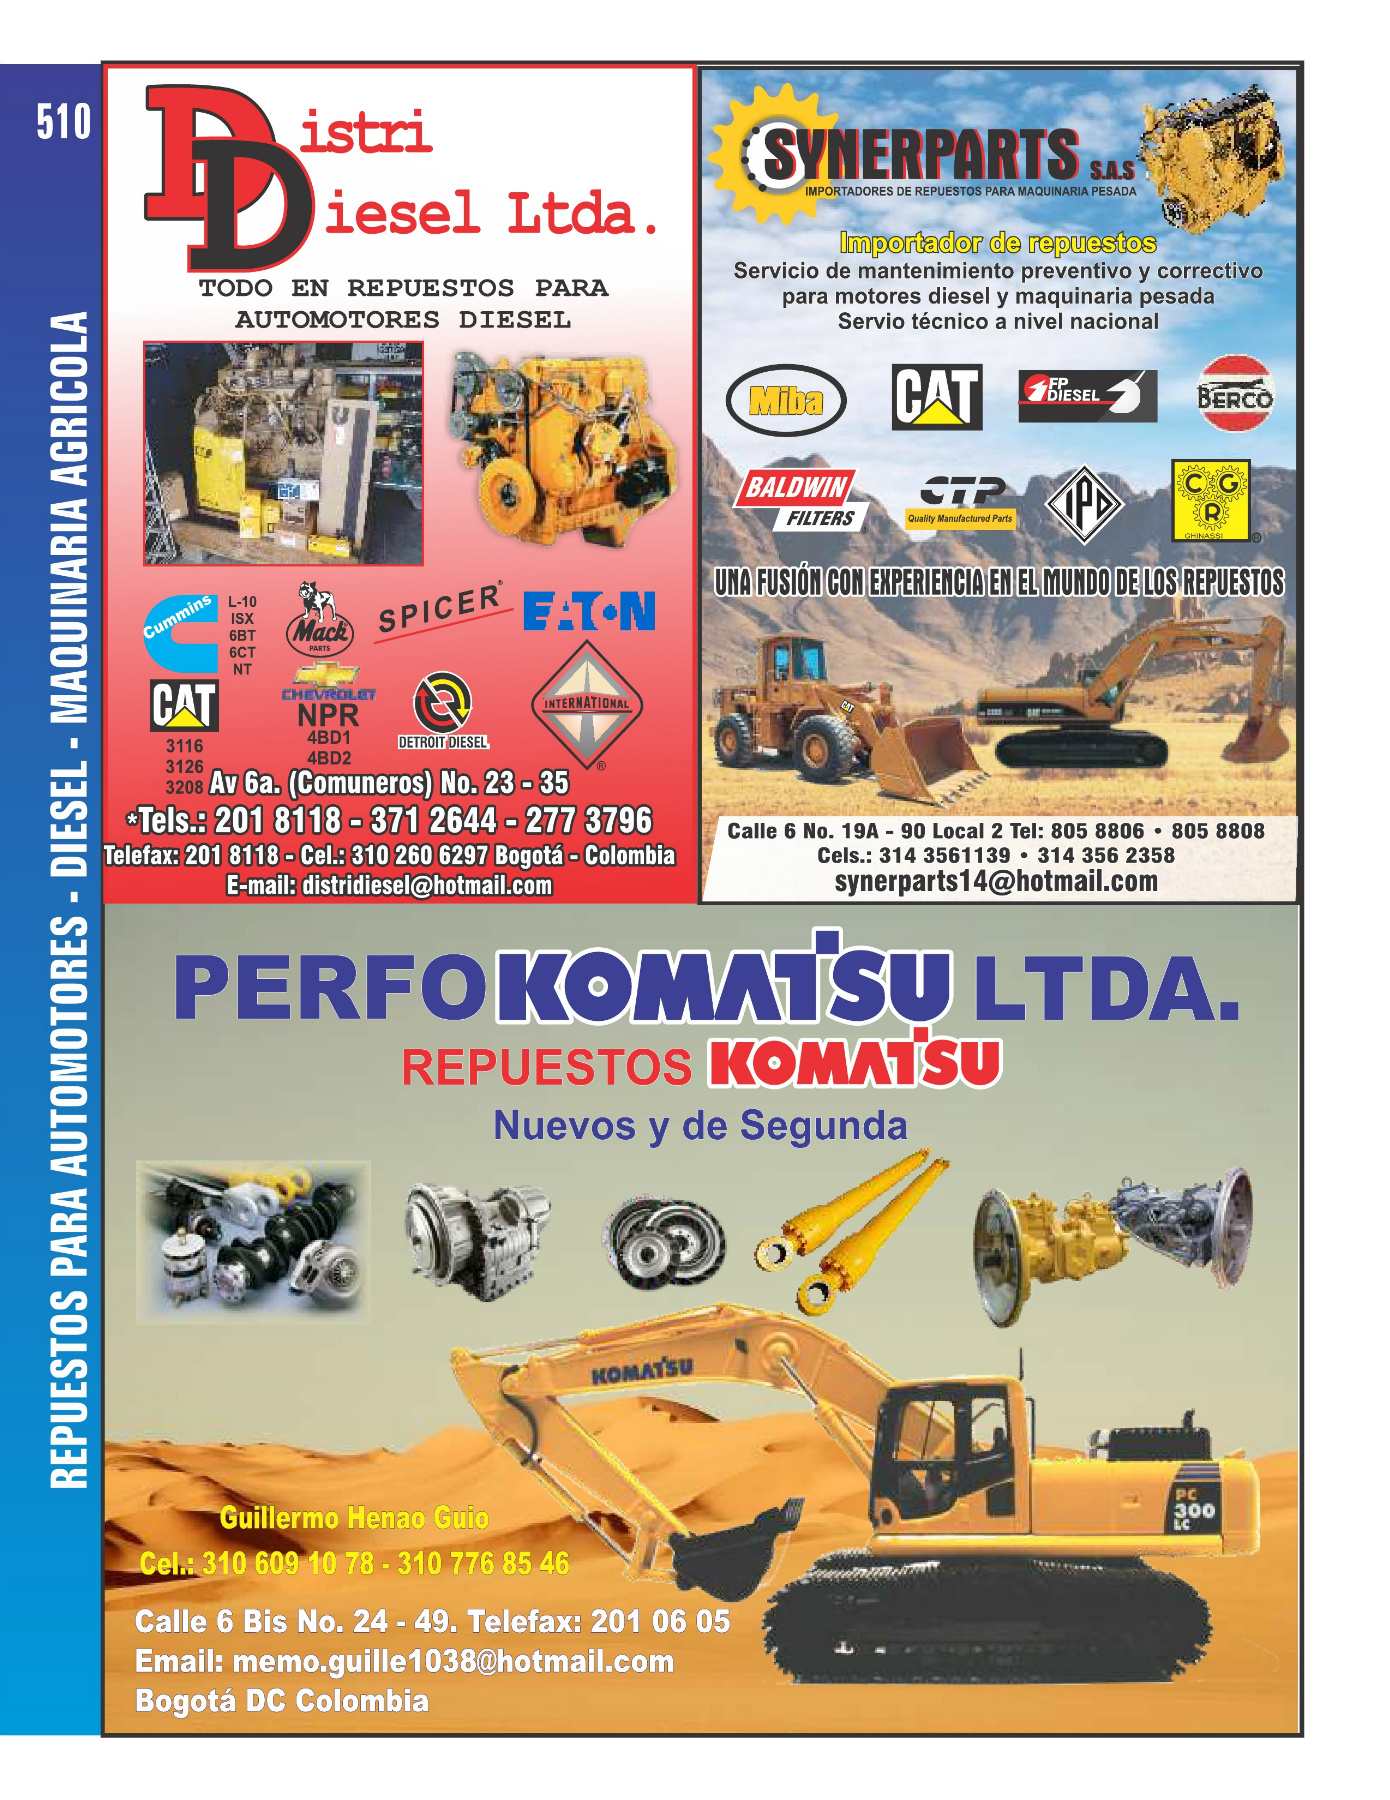 510
REPUESTOS PARA AUTOMOTORES - DIESEL - MAQUINARIA AGRICOLA
Distri
Diesel Ltda.
TODO EN REPUESTOS PARA
AUTOMOTORES DIESEL
Cummins
L-10
ISX
6BT
6CT
NT
Mack
PARTS
SPICER®
EATON
CAT
3116
3126
3208
CHEVROLET
NPR
4BD1
4BD2
DETROIT DIESEL
INTERNATIONAL
®
Av 6a. (Comuneros) No. 23 - 35
*Tels.: 201 8118 - 371 2644 - 277 3796
Telefax: 201 8118 - Cel.: 310 260 6297 Bogotá - Colombia
E-mail: distridiesel@hotmail.com
SYNERPARTS S.A.S
IMPORTADORES DE REPUESTOS PARA MAQUINARIA PESADA
Importador de repuestos
Servicio de mantenimiento preventivo y correctivo
para motores diesel y maquinaria pesada
Servio técnico a nivel nacional
Miba
CAT
FP
DIESEL
BERCO
BALDWIN
FILTERS
CTP
Quality Manufactured Parts
IPD
C G
R
GHINASSI
®
UNA FUSIÓN CON EXPERIENCIA EN EL MUNDO DE LOS REPUESTOS
CAT
Calle 6 No. 19A - 90 Local 2 Tel: 805 8806 • 805 8808
Cels.: 314 3561139 • 314 356 2358
synerparts14@hotmail.com
PERFOKOMATSU LTDA.
REPUESTOS KOMATSU
Nuevos y de Segunda
KOMATSU
PC
300
LC
Guillermo Henao Guio
Cel.: 310 609 10 78 - 310 776 85 46
Calle 6 Bis No. 24 - 49. Telefax: 201 06 05
Email: memo.guille1038@hotmail.com
Bogotá DC Colombia